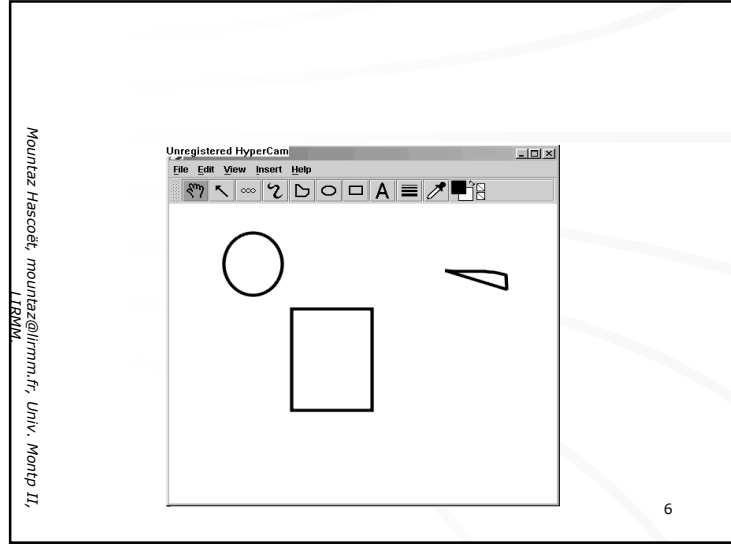 Mountaz Hascoët, mountaz@lirmm.fr, Univ. Montp II,
LIRMM.
Unregistered HyperCam
File Edit View Insert Help
A
6